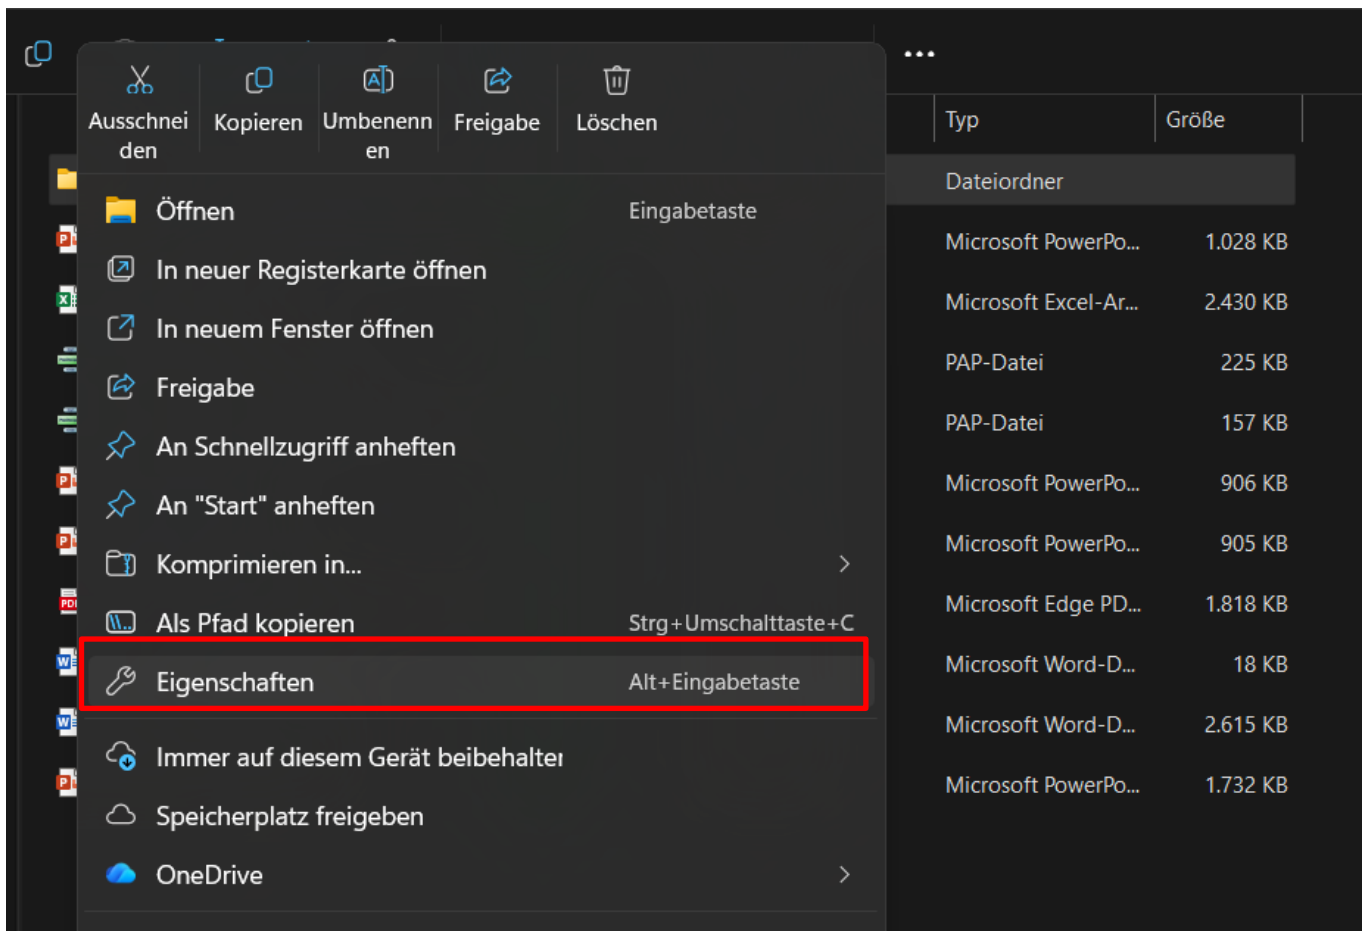 Ausschnei
den
Kopieren
Umbenenn
en
Freigabe
Löschen
Typ
Größe
Öffnen Eingabetaste
In neuer Registerkarte öffnen
In neuem Fenster öffnen
Freigabe
An Schnellzugriff anheften
An "Start" anheften
Komprimieren in...
Als Pfad kopieren Strg+Umschalttaste+C
Eigenschaften Alt+Eingabetaste
Immer auf diesem Gerät beibehalten
Speicherplatz freigeben
OneDrive
Dateiordner
Microsoft PowerPo... 1.028 KB
Microsoft Excel-Ar... 2.430 KB
PAP-Datei 225 KB
PAP-Datei 157 KB
Microsoft PowerPo... 906 KB
Microsoft PowerPo... 905 KB
Microsoft Edge PD... 1.818 KB
Microsoft Word-D... 18 KB
Microsoft Word-D... 2.615 KB
Microsoft PowerPo... 1.732 KB